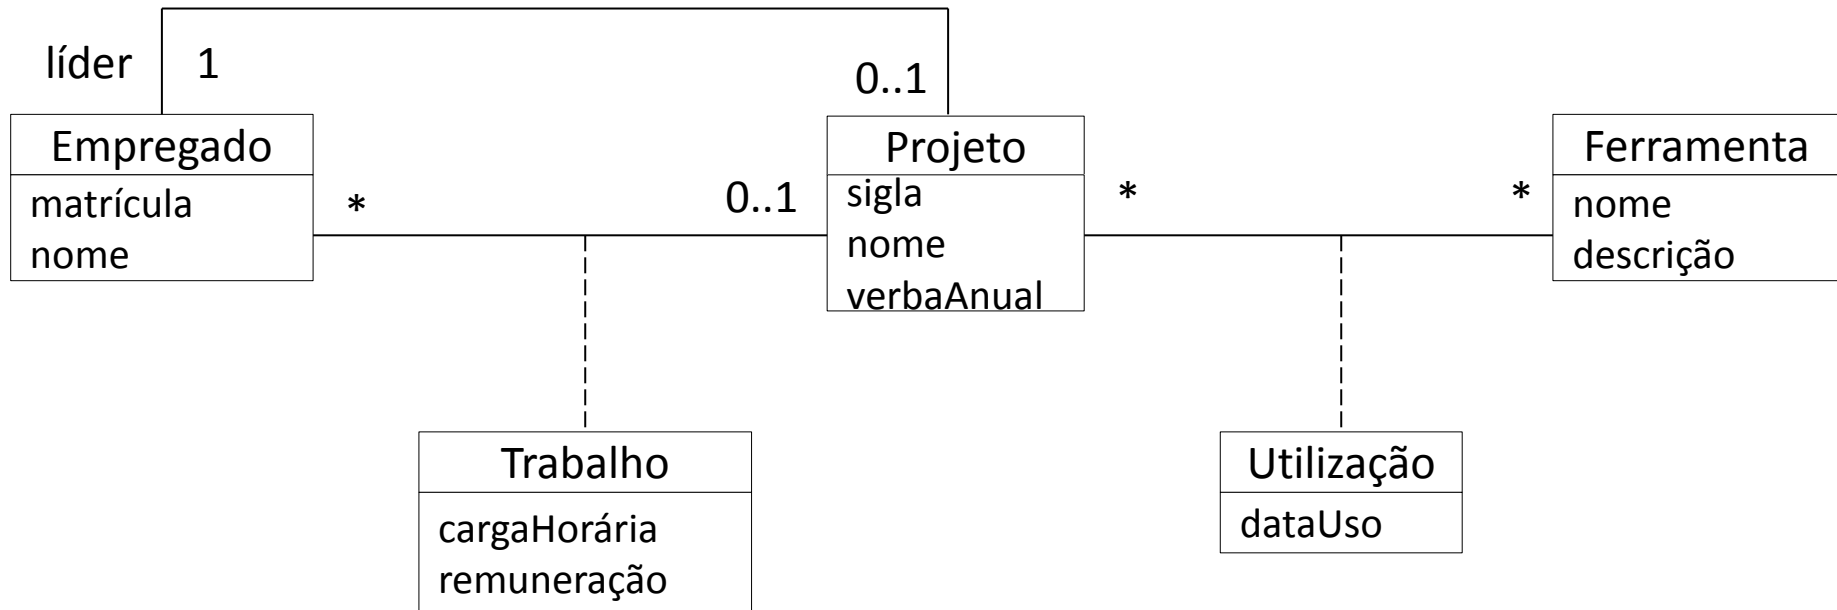 líder 1
0..1
Empregado
matrícula
nome
*
0..1
Projeto
sigla
nome
verbaAnual
*
*
Ferramenta
nome
descrição
Trabalho
cargaHorária
remuneração
Utilização
dataUso